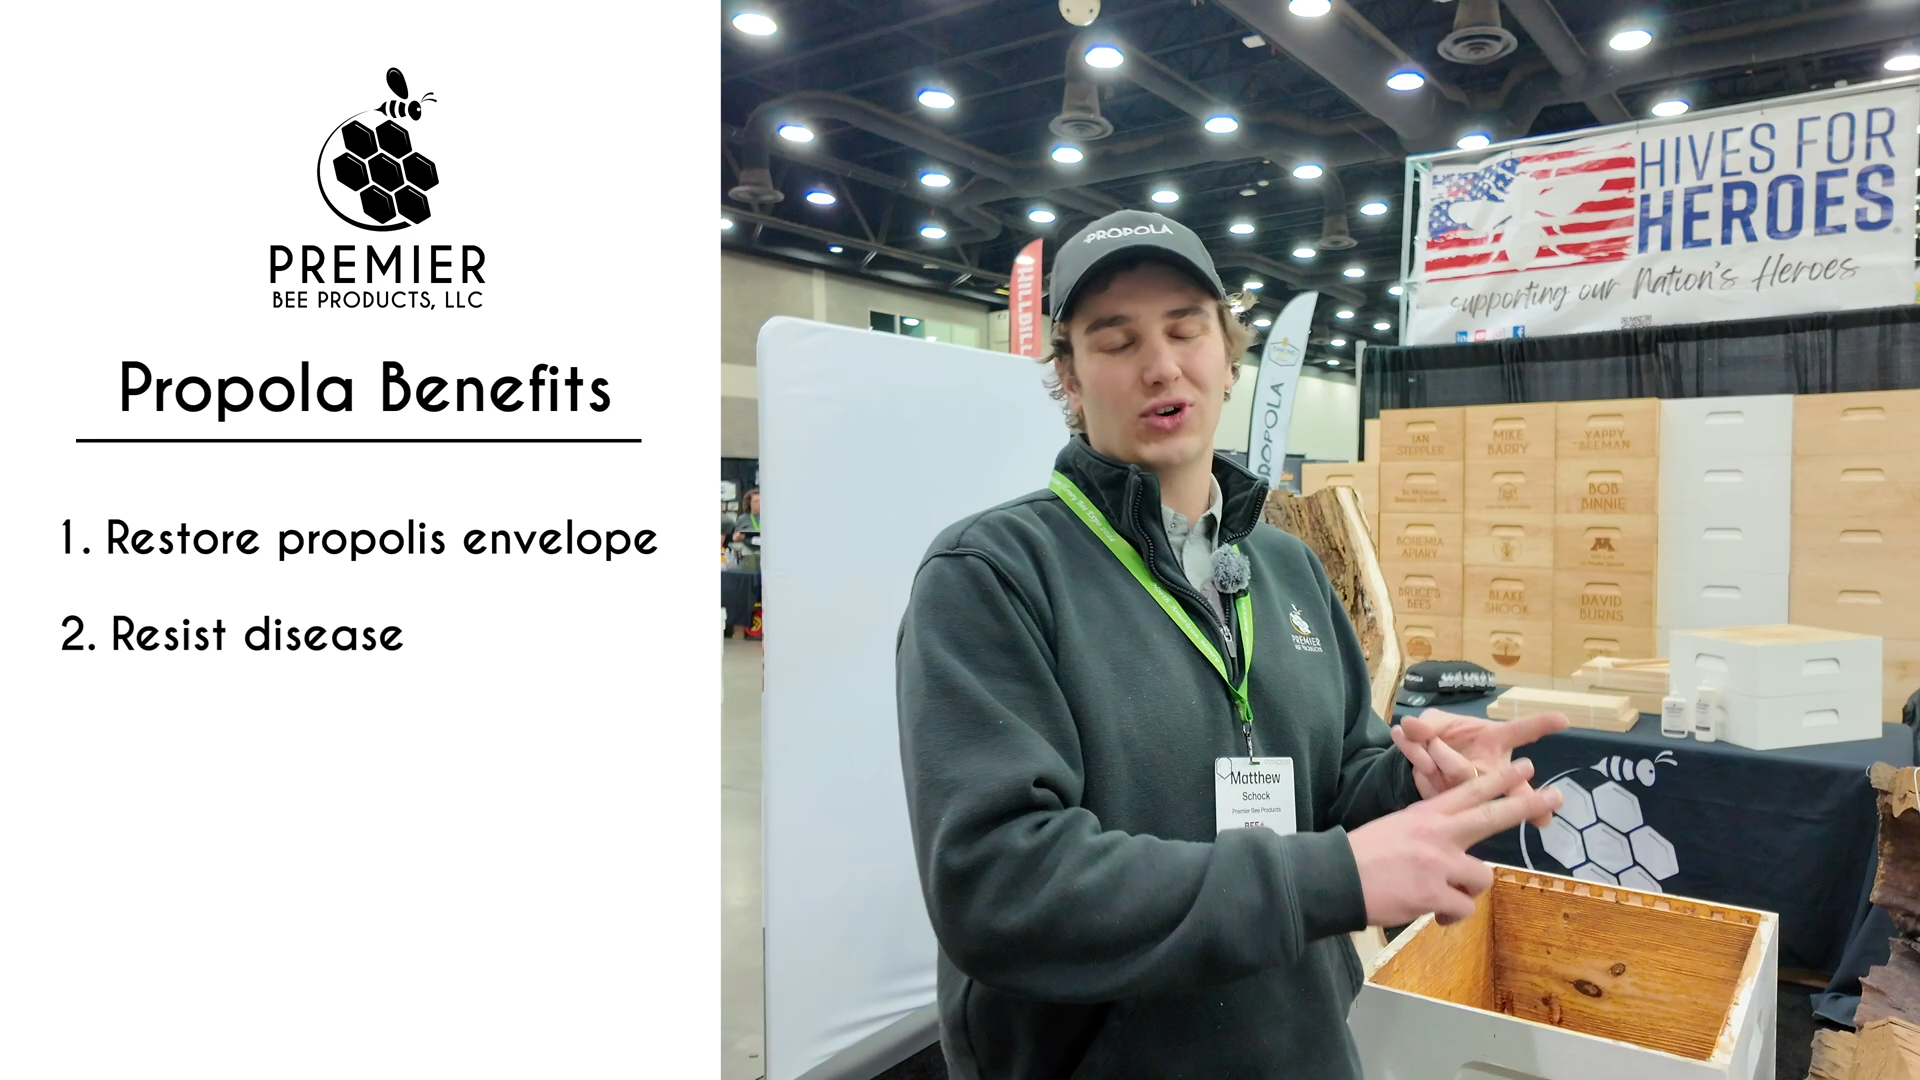 PREMIER
BEE PRODUCTS, LLC
Propola Benefits
1. Restore propolis envelope
2. Resist disease
HIVES FOR
HEROES
supporting our Nation's Heroes
PROPOLA
HILLBILL
PROPOLA
IAN
STEPPLER
MIKE
BARRY
YAPPY
BEEMAN
BOB
BINNIE
BOHEMIA
APIARY
BRUCE'S
BEES
BLAKE
SHOOK
DAVID
BURNS
PREMIER
BEE PRODUCTS
Matthew
Schock
Premier Bee Products